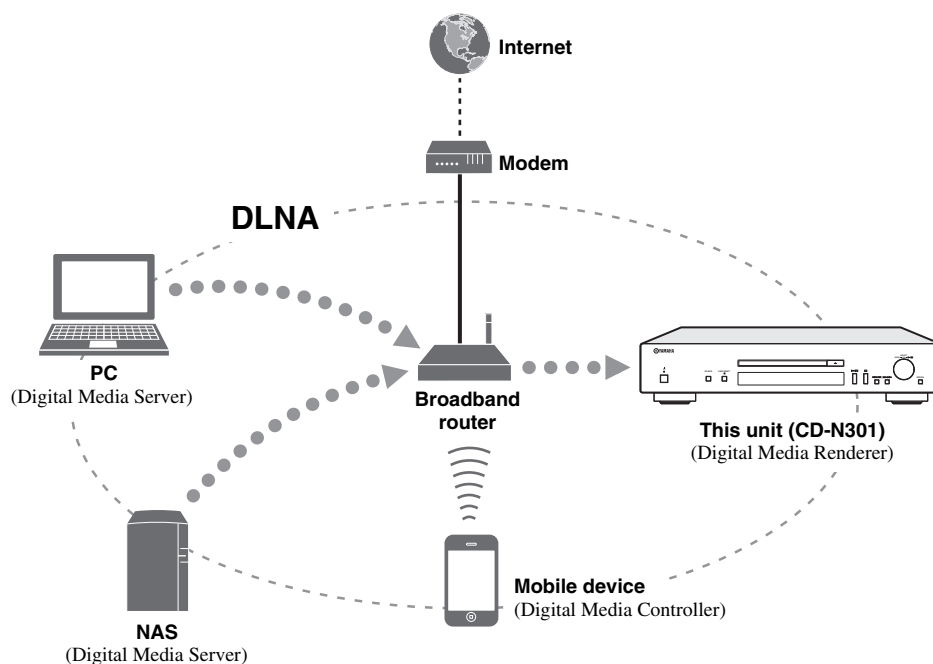 Internet
Modem
DLNA
YAMAHA
PC
(Digital Media Server)
Broadband
router
This unit (CD-N301)
(Digital Media Renderer)
Mobile device
(Digital Media Controller)
NAS
(Digital Media Server)